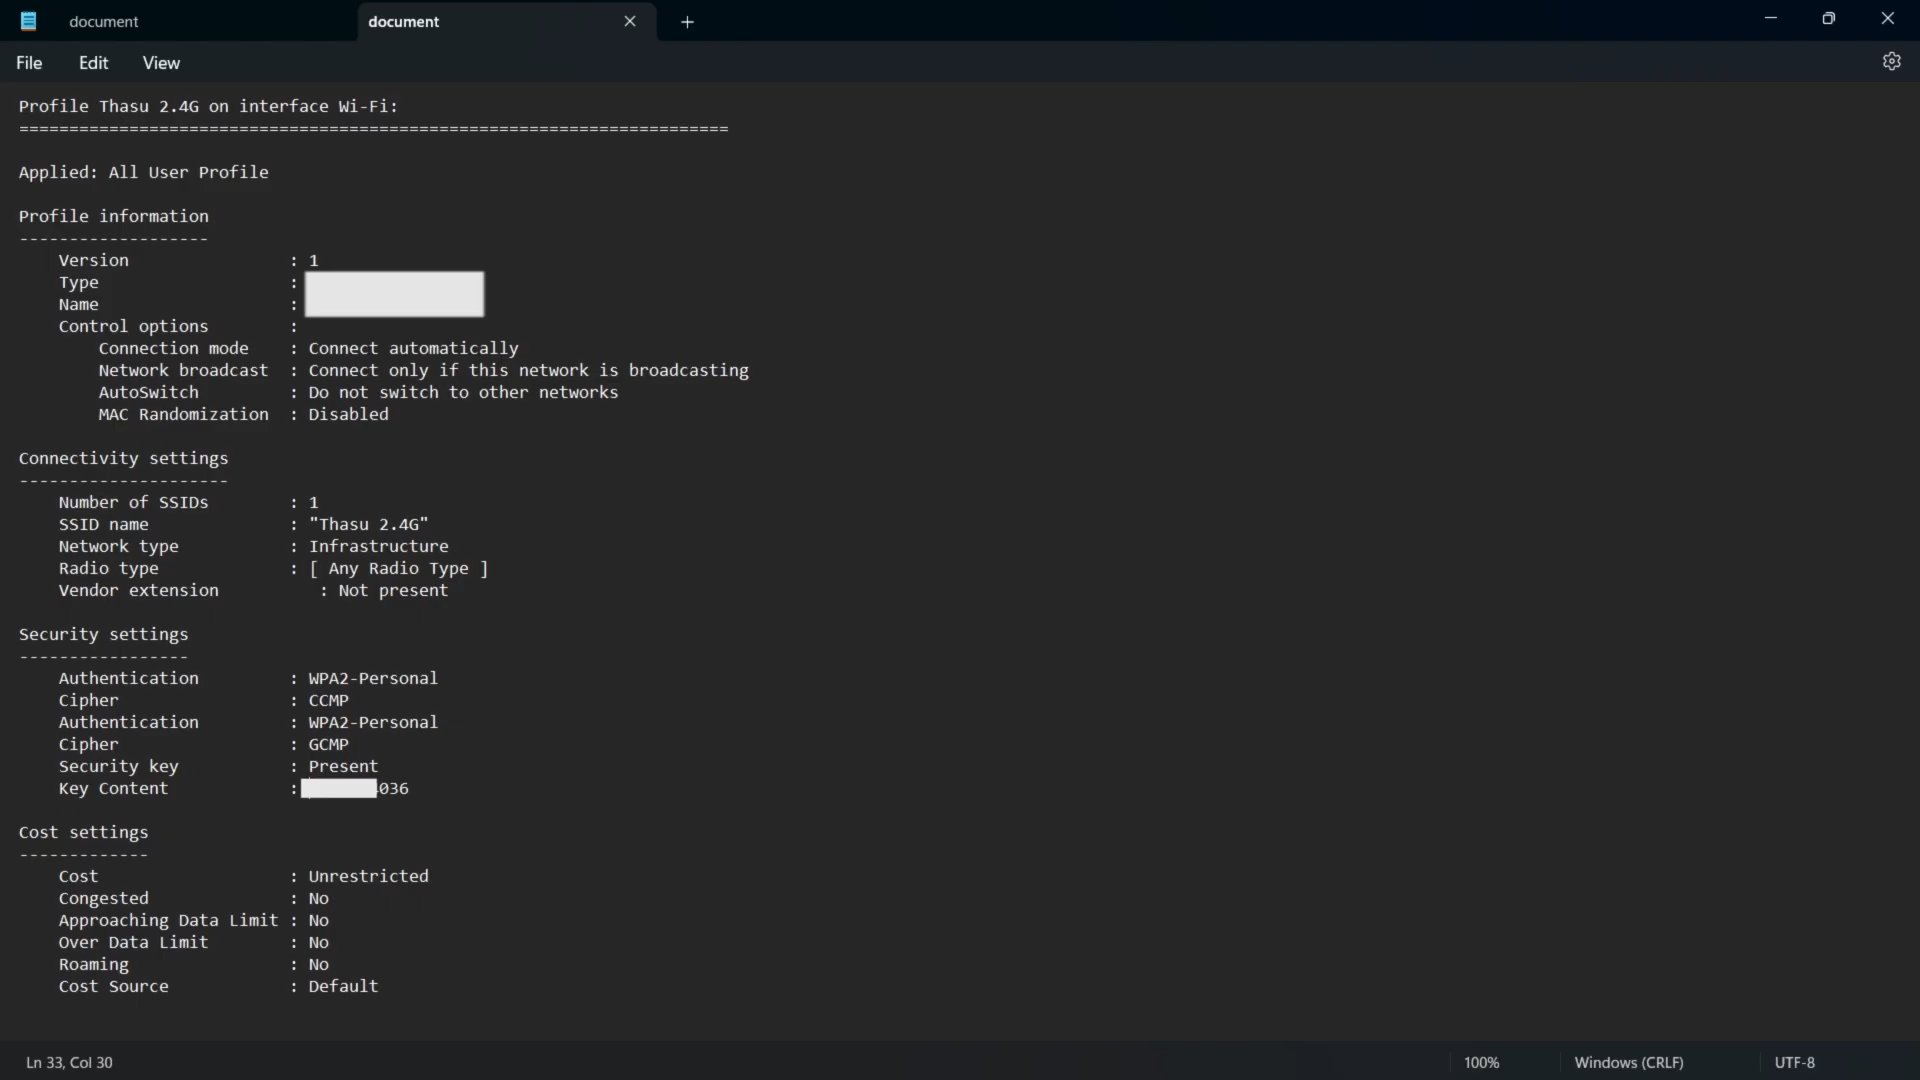 document
document
File Edit View
Profile Thasu 2.4G on interface Wi-Fi:
=======================================================================
Applied: All User Profile
Profile information
-------------------
Version : 1
Type :
Name :
Control options :
Connection mode : Connect automatically
Network broadcast : Connect only if this network is broadcasting
AutoSwitch : Do not switch to other networks
MAC Randomization : Disabled
Connectivity settings
---------------------
Number of SSIDs : 1
SSID name : "Thasu 2.4G"
Network type : Infrastructure
Radio type : [ Any Radio Type ]
Vendor extension : Not present
Security settings
-----------------
Authentication : WPA2-Personal
Cipher : CCMP
Authentication : WPA2-Personal
Cipher : GCMP
Security key : Present
Key Content : 036
Cost settings
-------------
Cost : Unrestricted
Congested : No
Approaching Data Limit : No
Over Data Limit : No
Roaming : No
Cost Source : Default
Ln 33, Col 30 100% Windows (CRLF) UTF-8